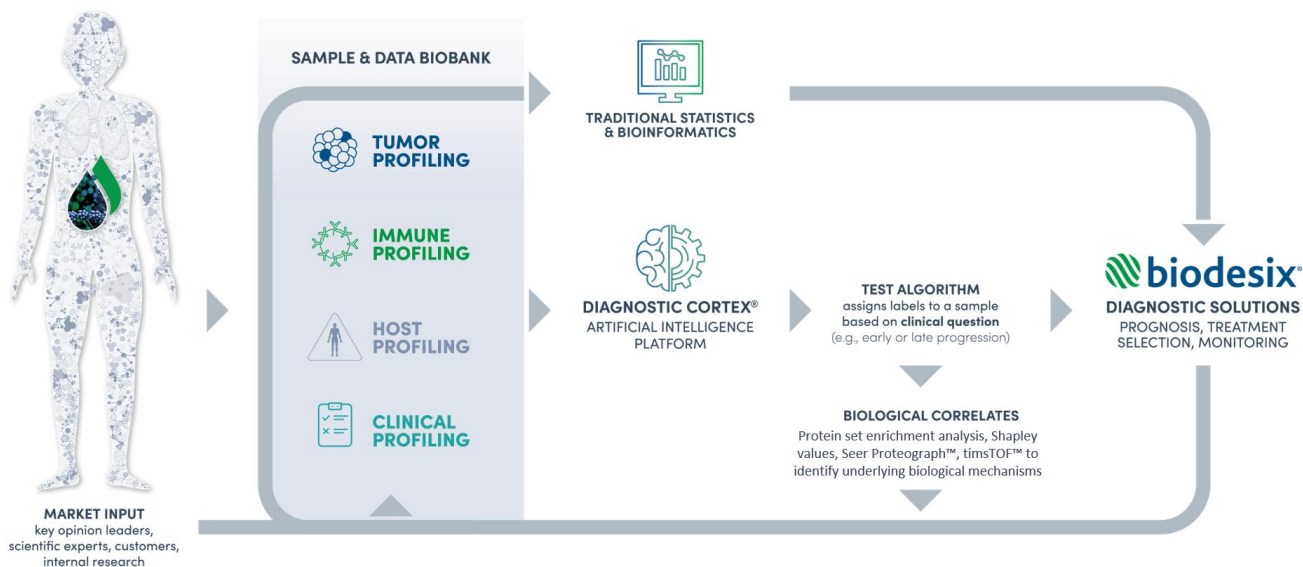 SAMPLE & DATA BIOBANK
TUMOR
PROFILING
IMMUNE
PROFILING
HOST
PROFILING
CLINICAL
PROFILING
MARKET INPUT
key opinion leaders,
scientific experts, customers,
internal research
TRADITIONAL STATISTICS
& BIOINFORMATICS
DIAGNOSTIC CORTEX®
ARTIFICIAL INTELLIGENCE
PLATFORM
TEST ALGORITHM
assigns labels to a sample
based on clinical question
(e.g., early or late progression)
BIOLOGICAL CORRELATES
Protein set enrichment analysis, Shapley
values, Seer Proteograph™, timsTOF™ to
identify underlying biological mechanisms
biodesix®
DIAGNOSTIC SOLUTIONS
PROGNOSIS, TREATMENT
SELECTION, MONITORING